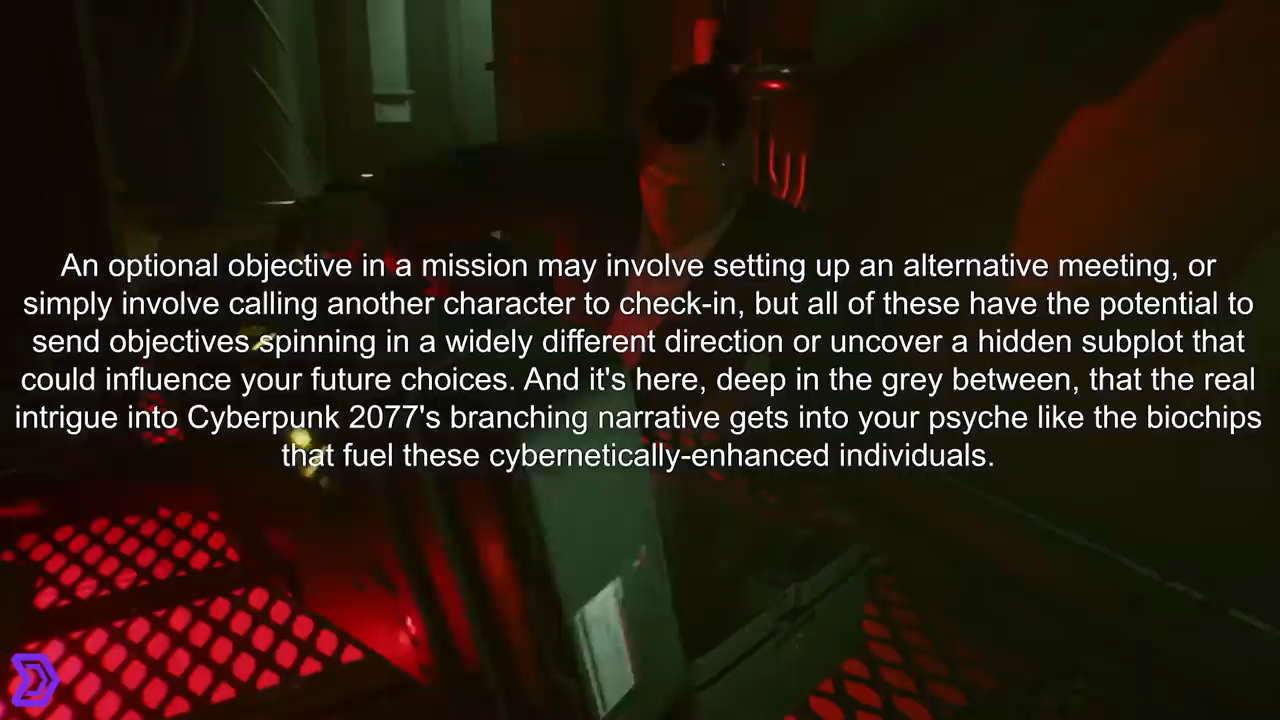 An optional objective in a mission may involve setting up an alternative meeting, or
simply involve calling another character to check-in, but all of these have the potential to
send objectives spinning in a widely different direction or uncover a hidden subplot that
could influence your future choices. And it's here, deep in the grey between, that the real
intrigue into Cyberpunk 2077's branching narrative gets into your psyche like the biochips
that fuel these cybernetically-enhanced individuals.